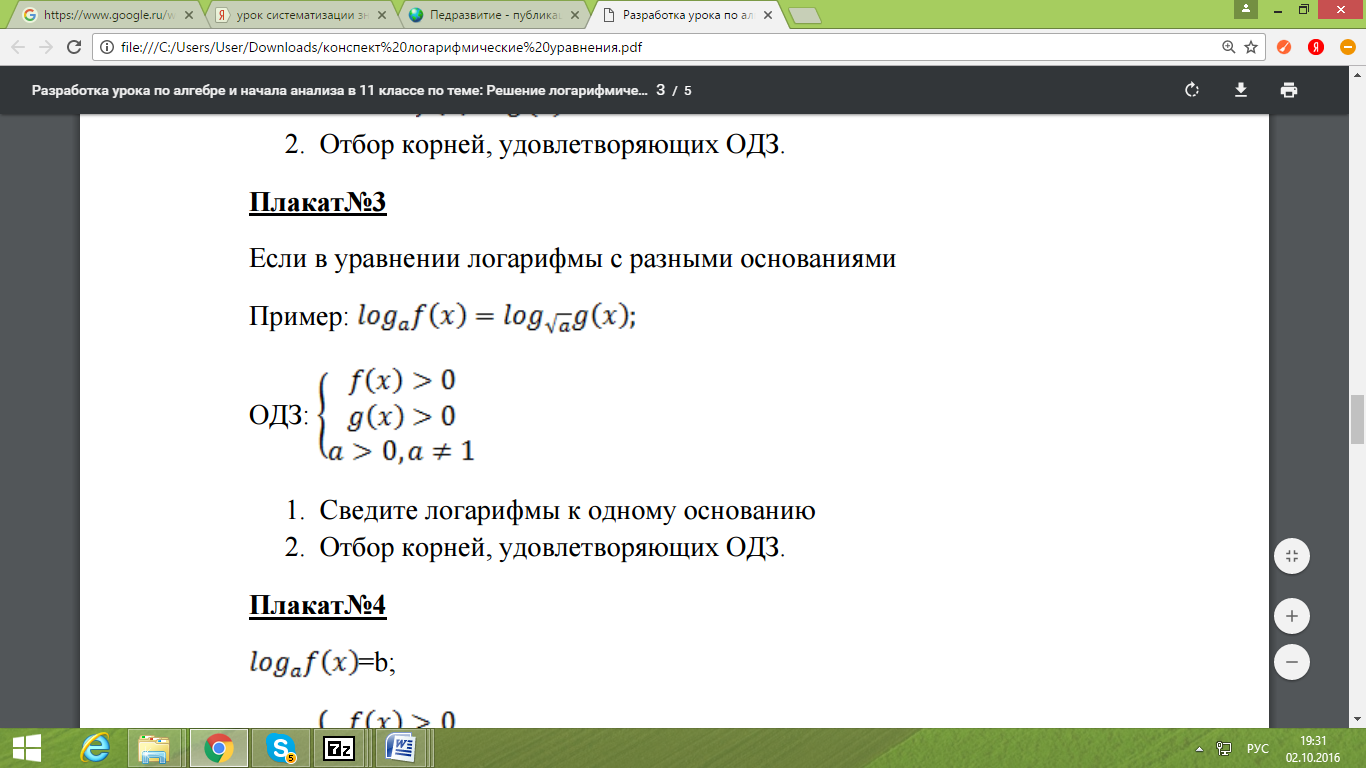 https://www.google.ru/w
урок систематизации зн
Педразвитие - публикац
Разработка урока по ал
file:///C:/Users/User/Downloads/конспект%20логарифмические%20уравнения.pdf
Разработка урока по алгебре и начала анализа в 11 классе по теме: Решение логарифмиче... 3 / 5
2. Отбор корней, удовлетворяющих ОДЗ.
Плакат№3
Если в уравнении логарифмы с разными основаниями
Пример: logₐf(x) = log_√a g(x);
ОДЗ: { f(x) > 0
g(x) > 0
a > 0, a ≠ 1
1. Сведите логарифмы к одному основанию
2. Отбор корней, удовлетворяющих ОДЗ.
Плакат№4
logₐf(x)=b;
{ f(x) > 0
РУС
19:31
02.10.2016